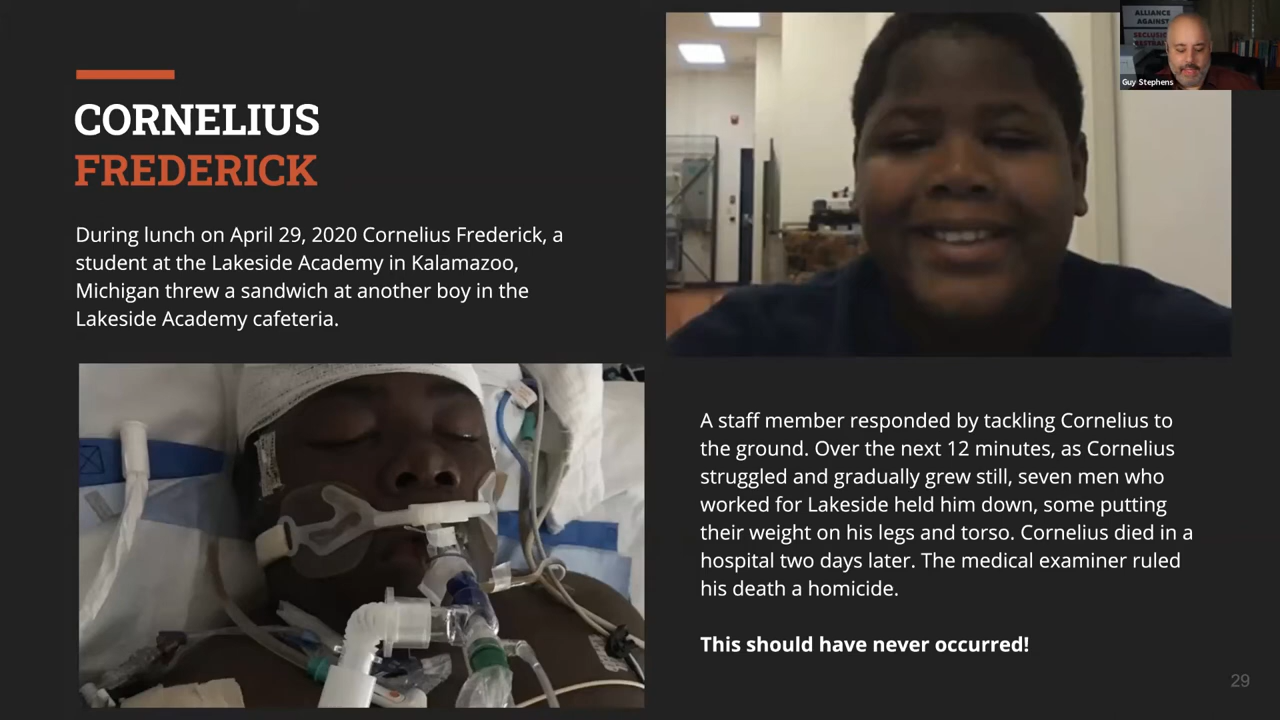 CORNELIUS
FREDERICK
During lunch on April 29, 2020 Cornelius Frederick, a
student at the Lakeside Academy in Kalamazoo,
Michigan threw a sandwich at another boy in the
Lakeside Academy cafeteria.
A staff member responded by tackling Cornelius to
the ground. Over the next 12 minutes, as Cornelius
struggled and gradually grew still, seven men who
worked for Lakeside held him down, some putting
their weight on his legs and torso. Cornelius died in a
hospital two days later. The medical examiner ruled
his death a homicide.
This should have never occurred!
29
ALLIANCE
AGAINST
Guy Stephens